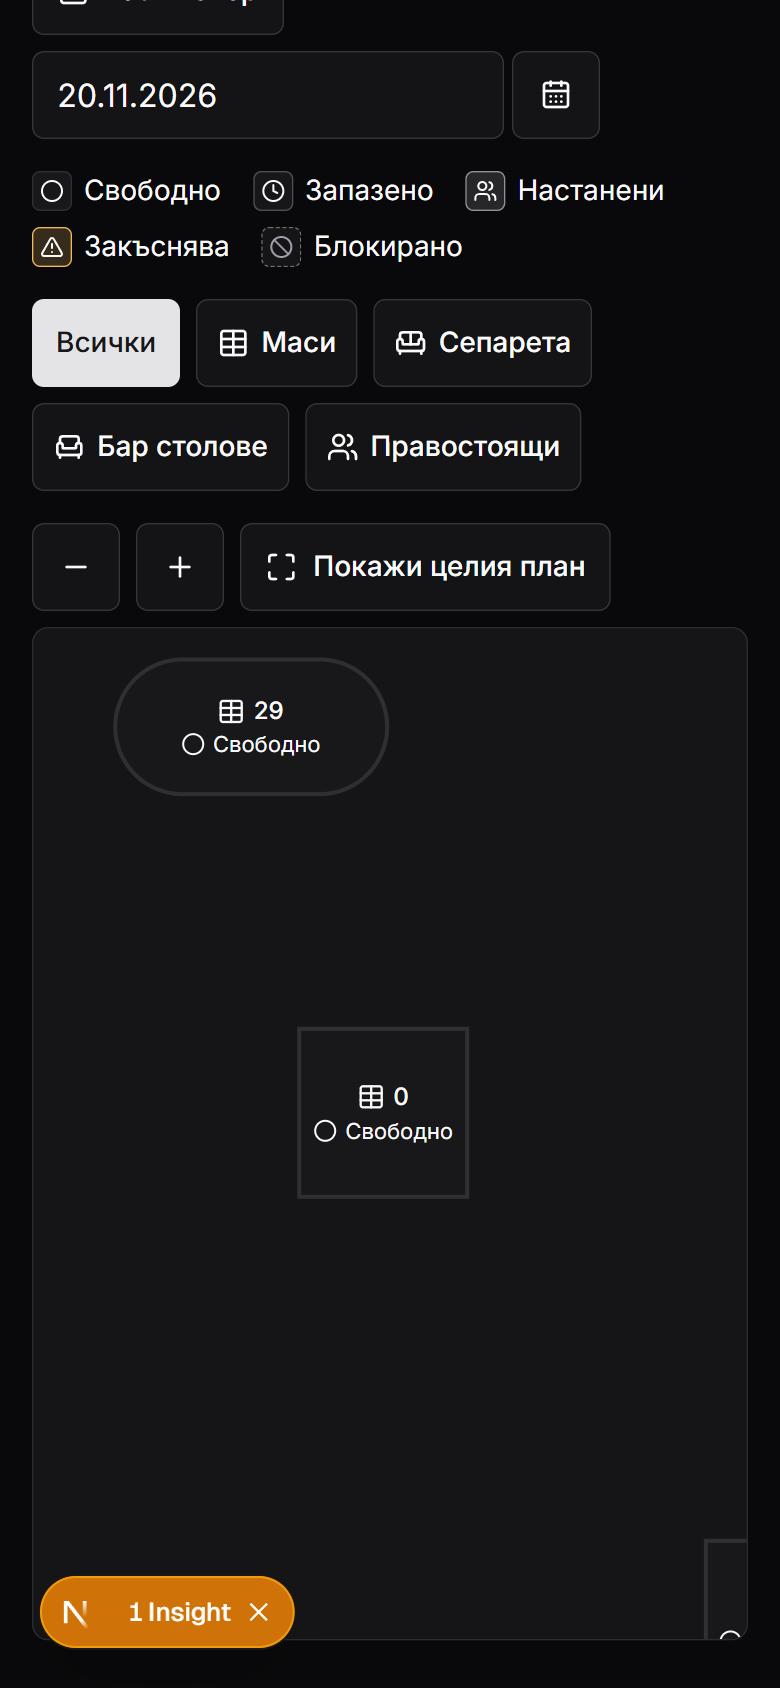 20.11.2026
Свободно Запазено Настанени
Закъснява Блокирано
Всички Маси Сепарета
Бар столове Правостоящи
Покажи целия план
29
Свободно
0
Свободно
N 1 Insight